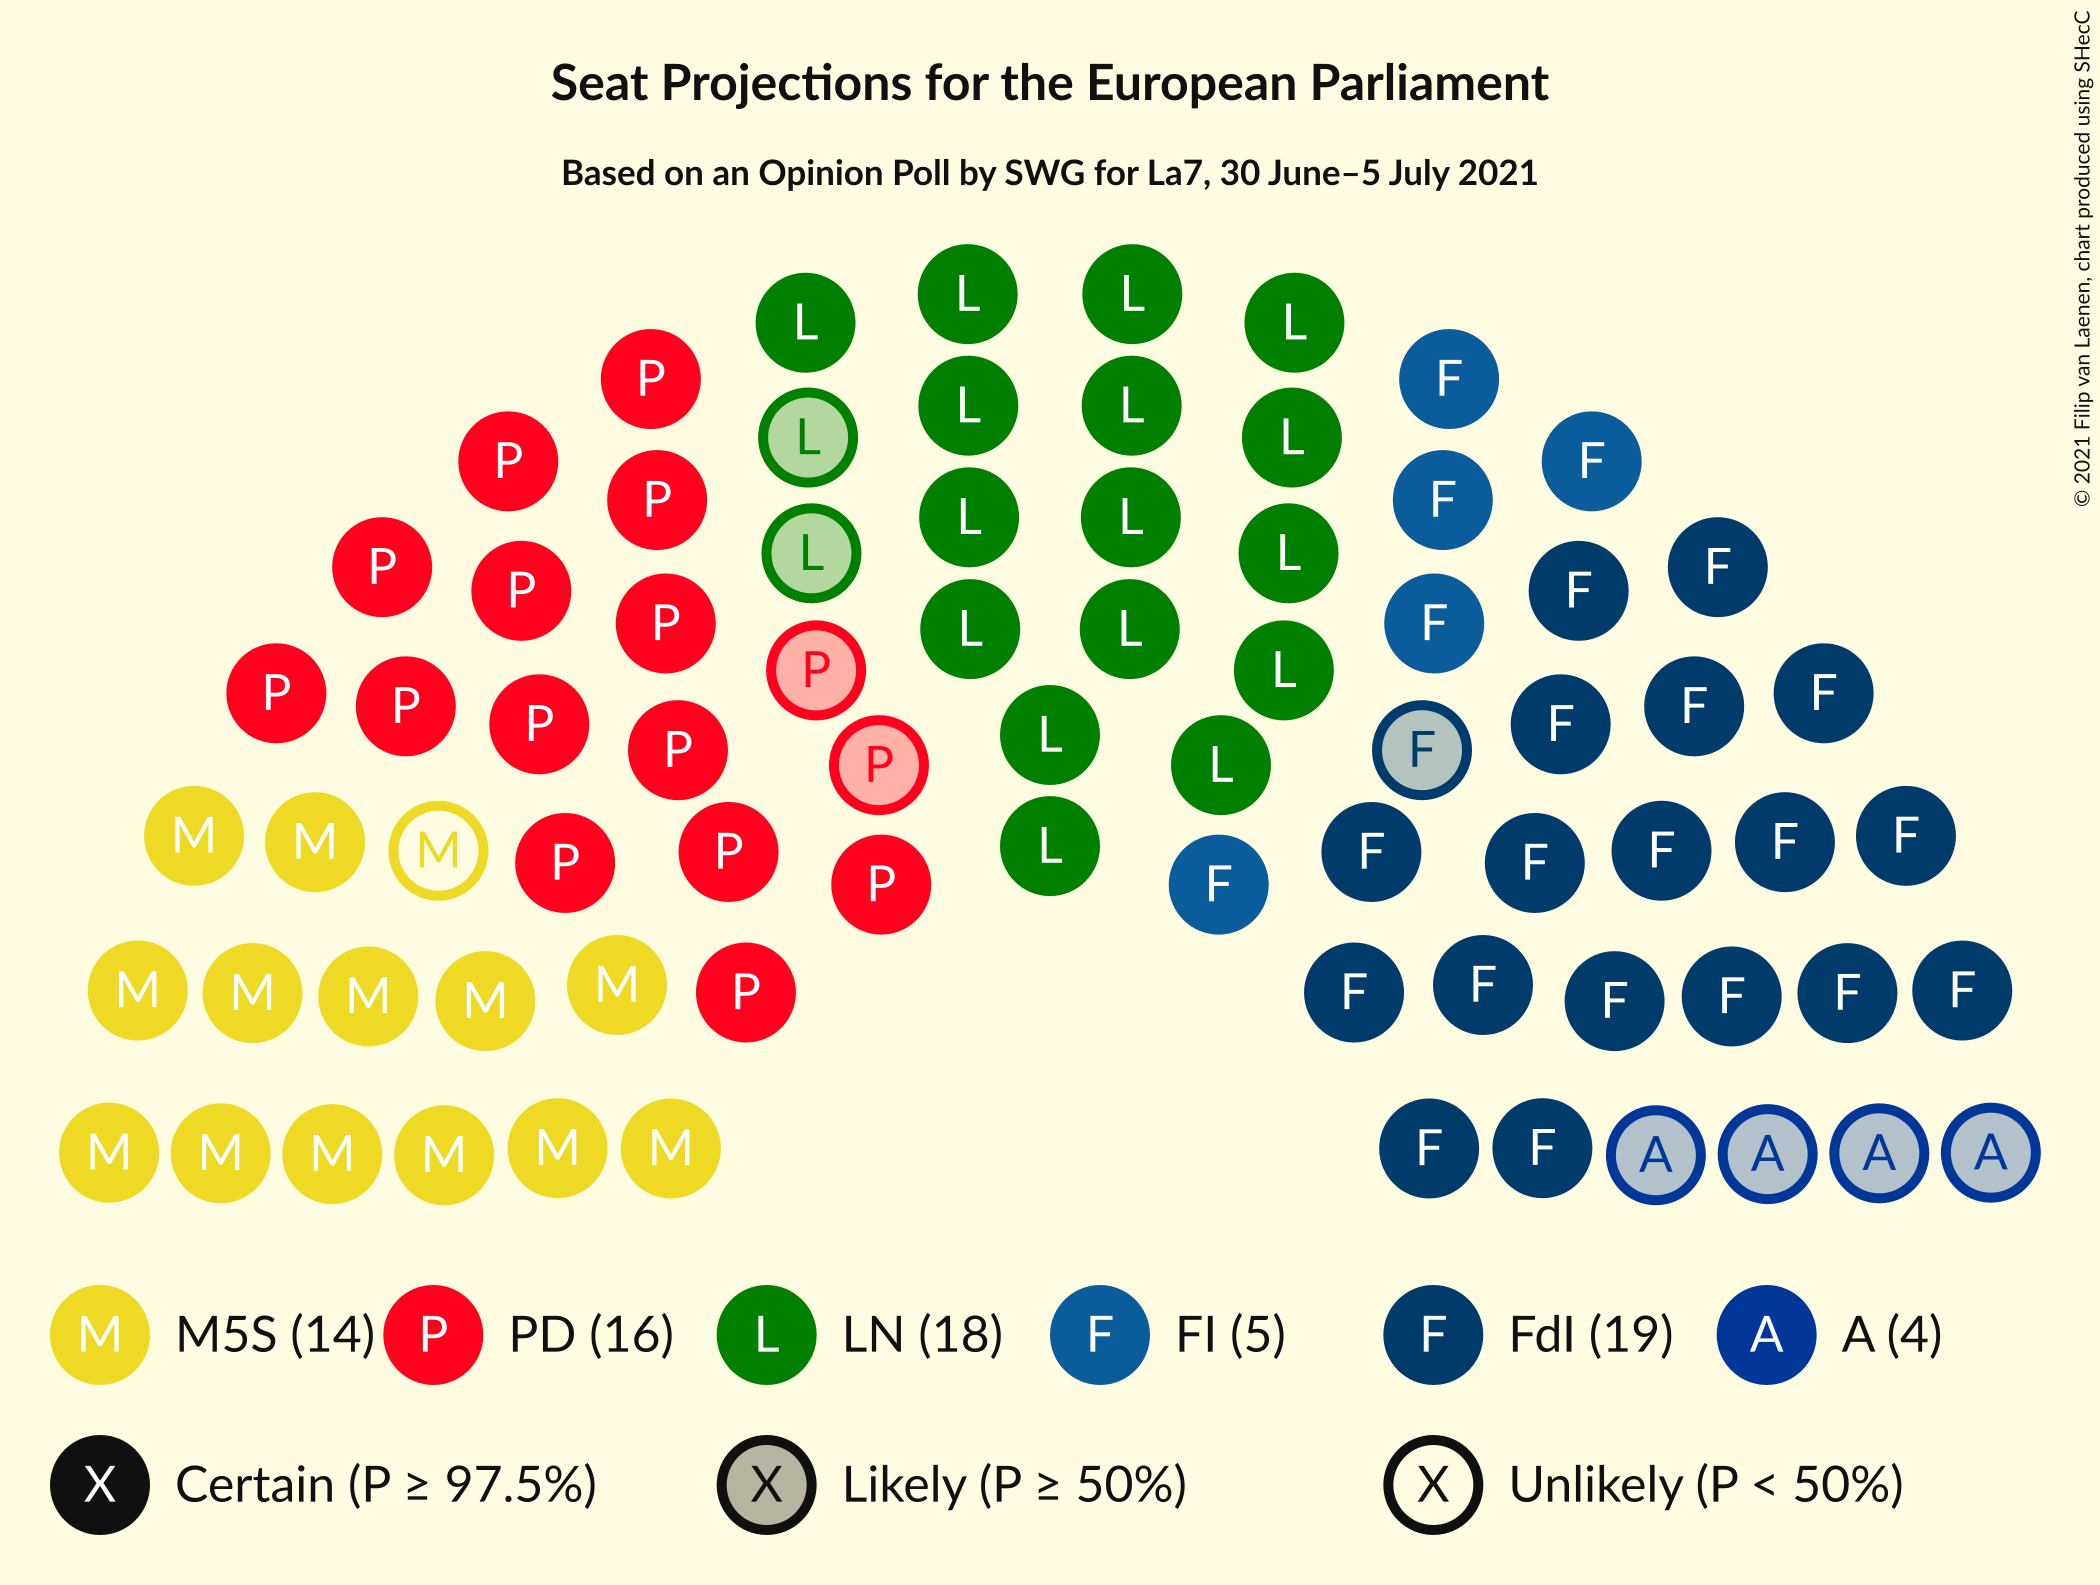 Seat Projections for the European Parliament
Based on an Opinion Poll by SWG for La7, 30 June–5 July 2021
© 2021 Filip van Laenen, chart produced using SHecC
L L
L L
P F
L L
L L
P F
P F
L L
P F
L L
P F
P F
L L
P F
L L
P P F F
P P F F
L
P F
P L
M F
M F
M F
P F
P F
L
P F
M F
M F
M F
M F
M F
M F
P F
M M M M M M F F A A A A
M M5S (14) P PD (16) L LN (18) F FI (5) F FdI (19) A A (4)
X Certain (P ≥ 97.5%) X Likely (P ≥ 50%) X Unlikely (P < 50%)